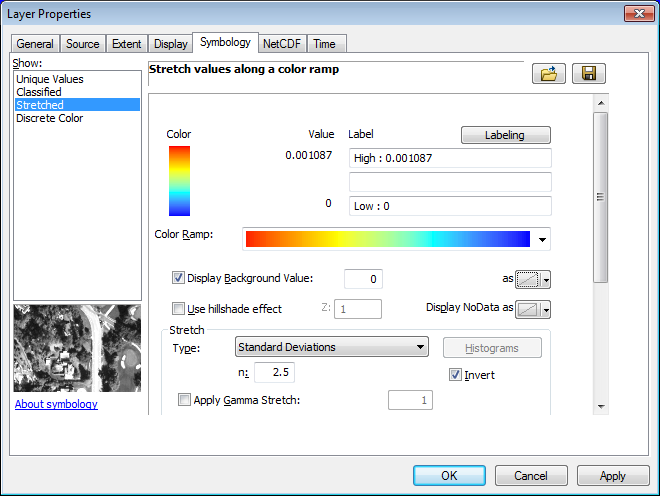 Layer Properties
General Source Extent Display Symbology NetCDF Time
Show:
Unique Values
Classified
Stretched
Discrete Color
About symbology
Stretch values along a color ramp
Color Value Label Labeling
0.001087 High : 0.001087
0 Low : 0
Color Ramp:
Display Background Value: 0 as
Use hillshade effect Z: 1 Display NoData as
Stretch
Type: Standard Deviations Histograms
n: 2.5 Invert
Apply Gamma Stretch: 1
OK Cancel Apply